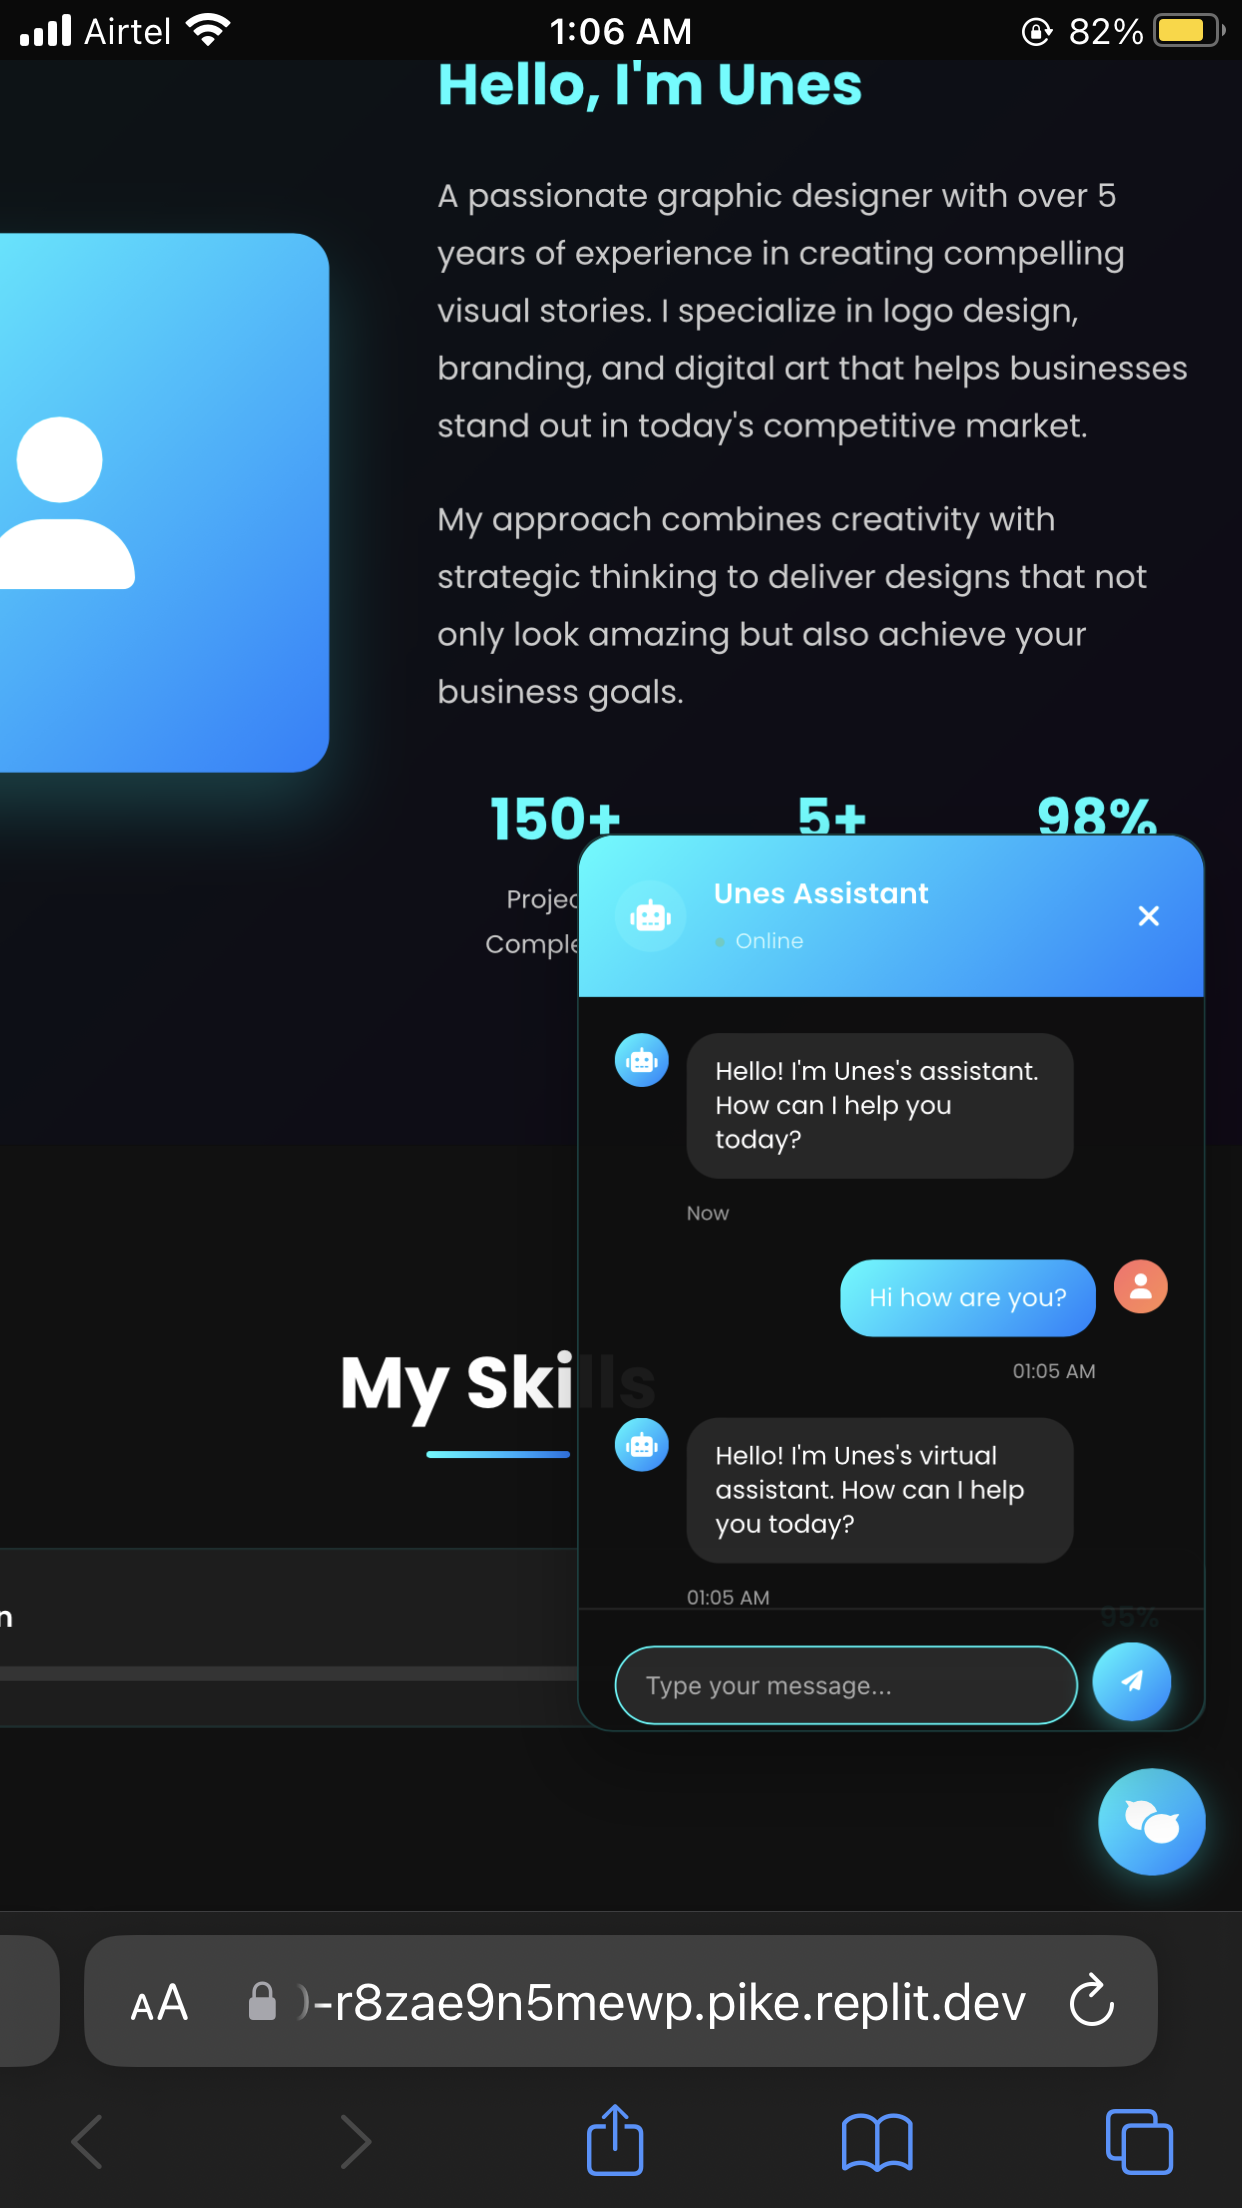 Airtel
1:06 AM
82%
Hello, I'm Unes
A passionate graphic designer with over 5
years of experience in creating compelling
visual stories. I specialize in logo design,
branding, and digital art that helps businesses
stand out in today's competitive market.
My approach combines creativity with
strategic thinking to deliver designs that not
only look amazing but also achieve your
business goals.
150+
5+
98%
Projec
Comple
Unes Assistant
Online
Hello! I'm Unes's assistant.
How can I help you
today?
Now
Hi how are you?
01:05 AM
My Skills
Hello! I'm Unes's virtual
assistant. How can I help
you today?
01:05 AM
n
95%
Type your message...
AA
)-r8zae9n5mewp.pike.replit.dev